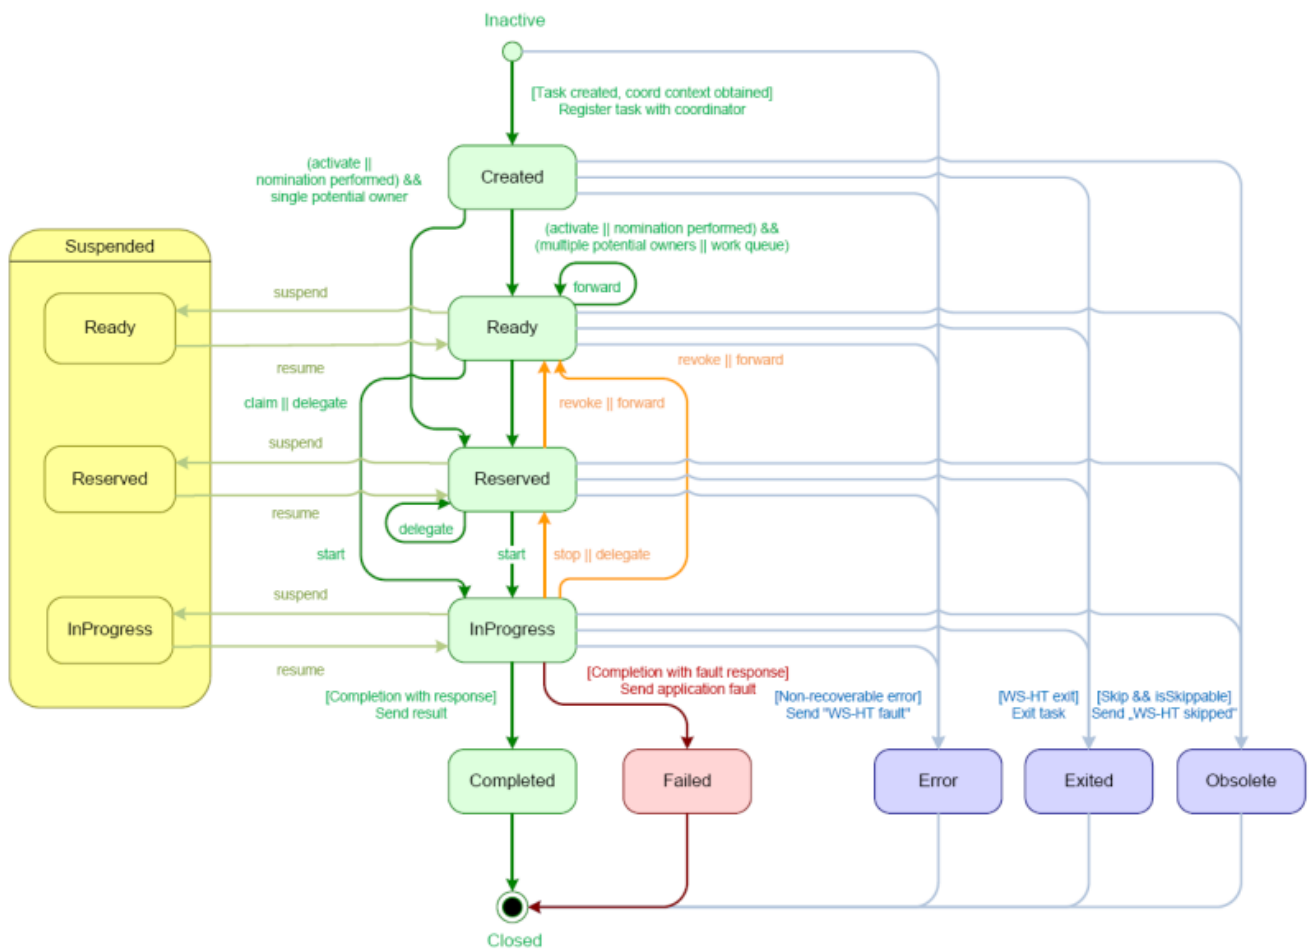 Inactive
[Task created, coord context obtained]
Register task with coordinator
(activate ||
nomination performed) &&
single potential owner
Created
(activate || nomination performed) &&
(multiple potential owners || work queue)
Suspended
forward
suspend
Ready
Ready
resume
revoke || forward
claim || delegate
revoke || forward
suspend
Reserved
Reserved
resume
delegate
start
start
stop || delegate
suspend
InProgress
InProgress
resume
[Completion with fault response]
Send application fault
[Completion with response]
Send result
[Non-recoverable error]
Send "WS-HT fault"
[WS-HT exit]
Exit task
[Skip && isSkippable]
Send „WS-HT skipped"
Completed
Failed
Error
Exited
Obsolete
Closed